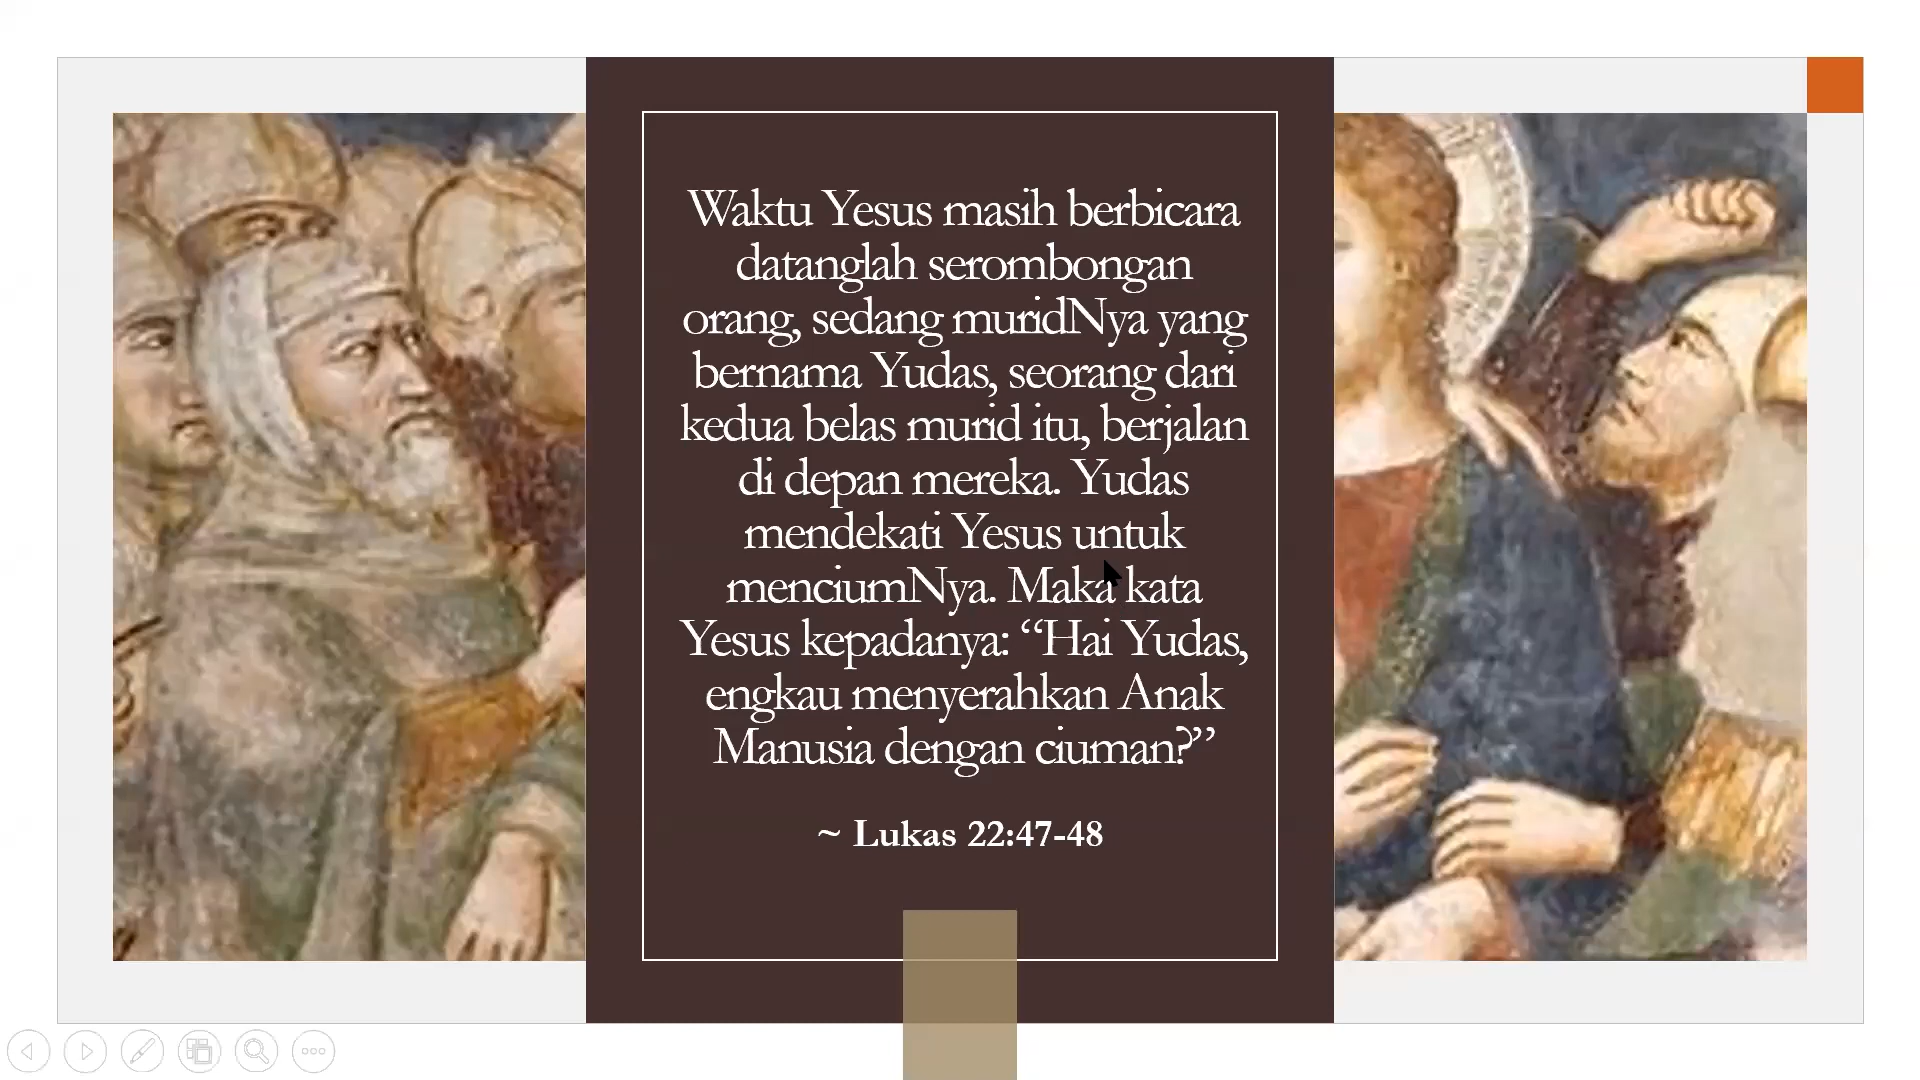 Waktu Yesus masih berbicara
datanglah serombongan
orang, sedang muridNya yang
bernama Yudas, seorang dari
kedua belas murid itu, berjalan
di depan mereka. Yudas
mendekati Yesus untuk
menciumNya. Maka kata
Yesus kepadanya: “Hai Yudas,
engkau menyerahkan Anak
Manusia dengan ciuman?”
~ Lukas 22:47-48